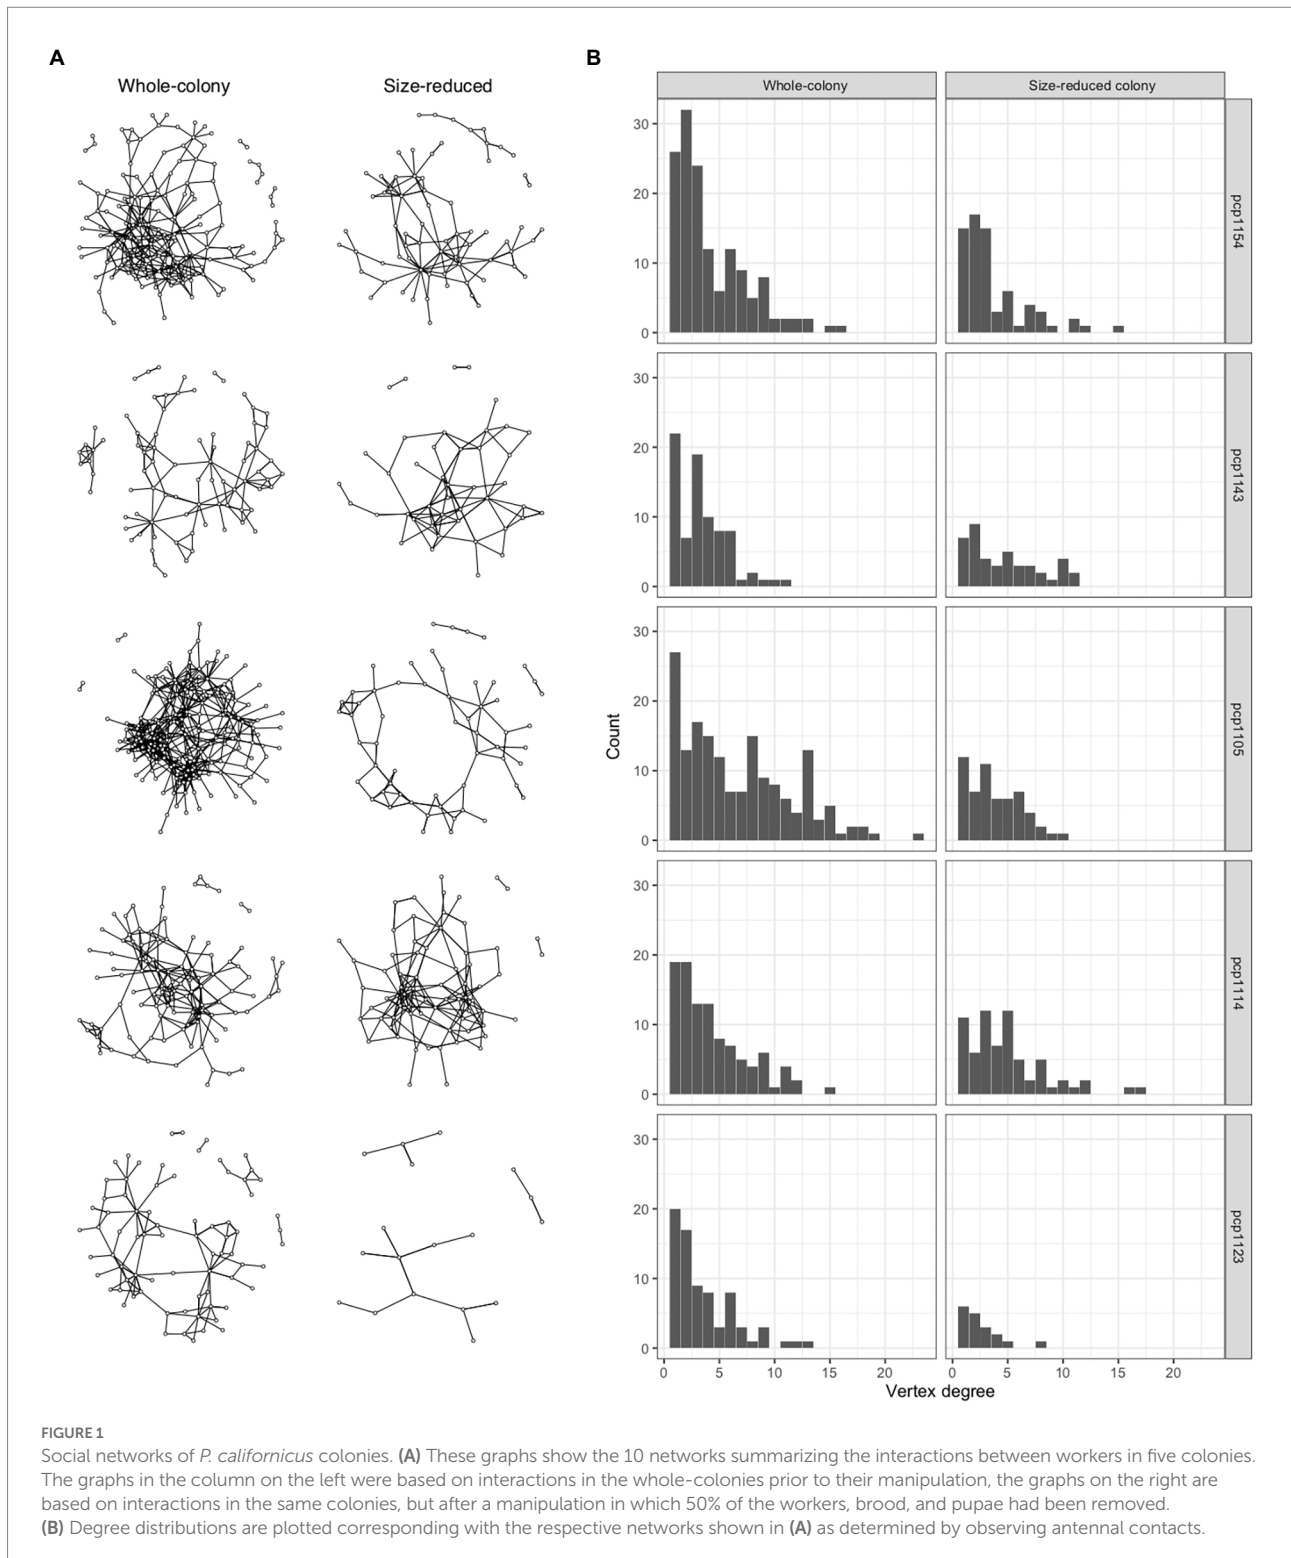 A
B
Whole-colony
Size-reduced
Whole-colony
Size-reduced colony
30
20
10
0
pcp1154
30
20
10
0
pcp1143
30
20
10
0
pcp1105
Count
30
20
10
0
pcp1114
30
20
10
0
pcp1123
0 5 10 15 20
0 5 10 15 20
Vertex degree
FIGURE 1
Social networks of P. californicus colonies. (A) These graphs show the 10 networks summarizing the interactions between workers in five colonies.
The graphs in the column on the left were based on interactions in the whole-colonies prior to their manipulation, the graphs on the right are
based on interactions in the same colonies, but after a manipulation in which 50% of the workers, brood, and pupae had been removed.
(B) Degree distributions are plotted corresponding with the respective networks shown in (A) as determined by observing antennal contacts.